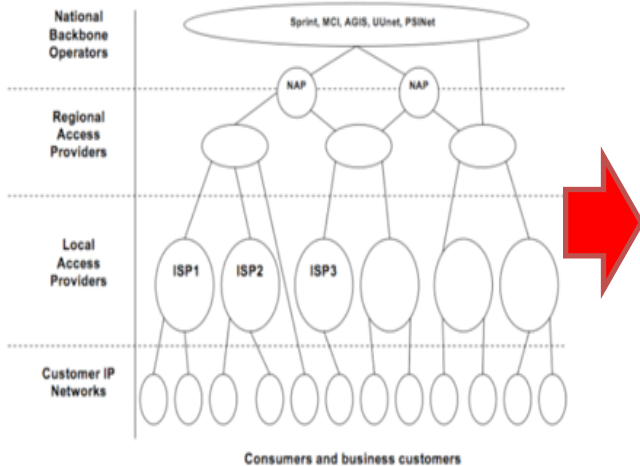 National
Backbone
Operators
Sprint, MCI, AGIS, UUnet, PSINet
NAP
NAP
Regional
Access
Providers
Local
Access
Providers
ISP1
ISP2
ISP3
Customer IP
Networks
Consumers and business customers